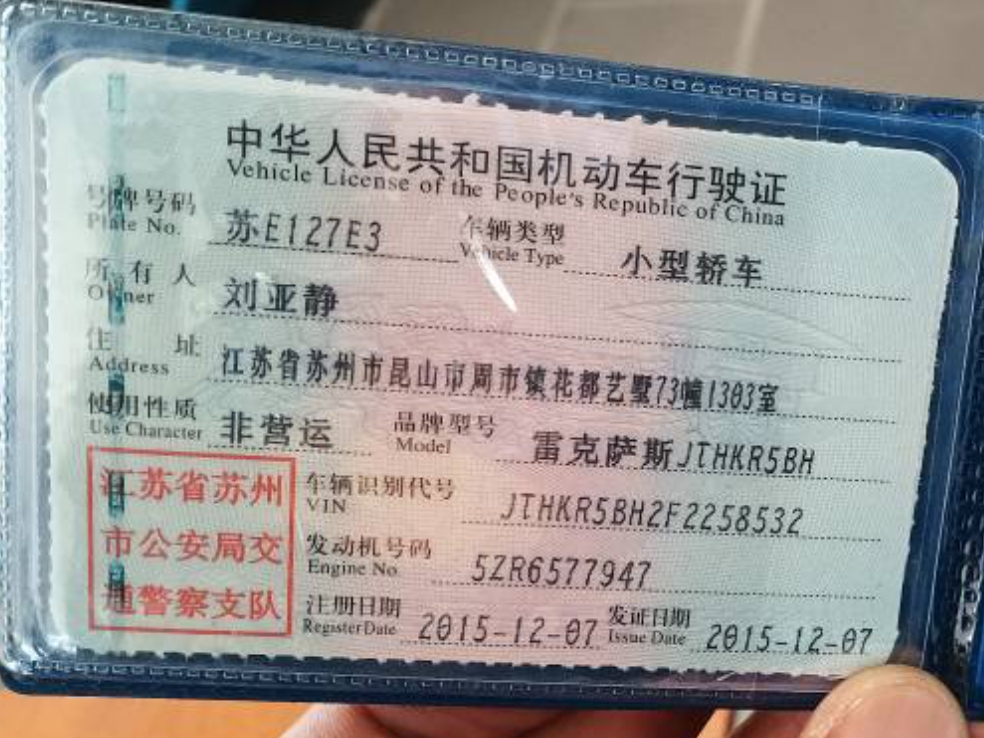 中华人民共和国机动车行驶证
Vehicle License of the People's Republic of China
号牌号码 苏E127E3 车辆类型 小型轿车
Plate No. Vehicle Type
所有人 刘亚静
Owner
住址 江苏省苏州市昆山市周市镇花都艺墅73幢1303室
Address
使用性质 非营运 品牌型号 雷克萨斯JTHKR5BH
Use Character Model
江苏省苏州
市公安局交
通警察支队
车辆识别代号 JTHKR5BH2F2258532
VIN
发动机号码 5ZR6577947
Engine No.
注册日期 2015-12-07 发证日期 2015-12-07
Register Date Issue Date